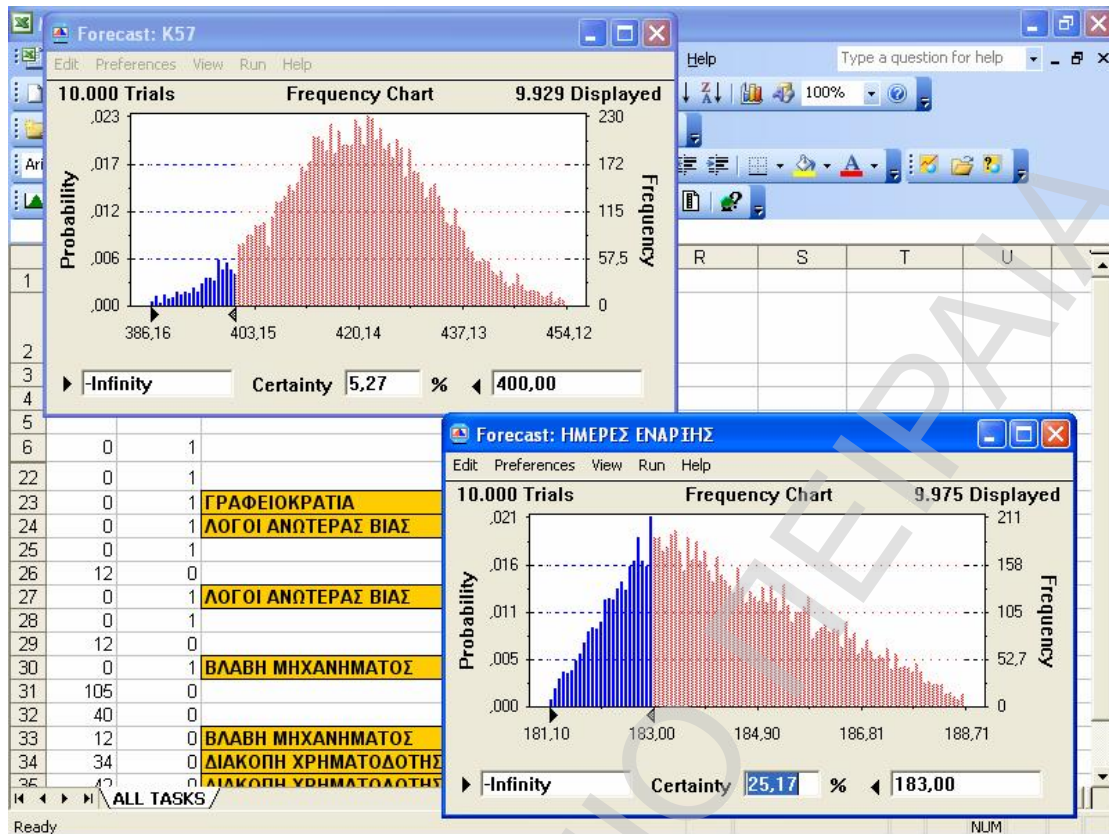 Forecast: K57
Edit Preferences View Run Help
10.000 Trials Frequency Chart 9.929 Displayed
,023 230
,017 172
,012 115
,006 57,5
,000 0
Probability
Frequency
386,16 403,15 420,14 437,13 454,12
-Infinity Certainty 5,27 % 400,00
Help Type a question for help
100%
Ari
R S T U
1
2
3
4
5
6 0 1
22 0 1
23 0 1 ΓΡΑΦΕΙΟΚΡΑΤΙΑ
24 0 1 ΛΟΓΟΙ ΑΝΩΤΕΡΑΣ ΒΙΑΣ
25 0 1
26 12 0
27 0 1 ΛΟΓΟΙ ΑΝΩΤΕΡΑΣ ΒΙΑΣ
28 0 1
29 12 0
30 0 1 ΒΛΑΒΗ ΜΗΧΑΝΗΜΑΤΟΣ
31 105 0
32 40 0
33 12 0 ΒΛΑΒΗ ΜΗΧΑΝΗΜΑΤΟΣ
34 34 0 ΔΙΑΚΟΠΗ ΧΡΗΜΑΤΟΔΟΤΗΣ
35 42 0 ΔΙΑΚΟΠΗ ΧΡΗΜΑΤΟΔΟΤΗΣ
Forecast: ΗΜΕΡΕΣ ΕΝΑΡΞΗΣ
Edit Preferences View Run Help
10.000 Trials Frequency Chart 9.975 Displayed
,021 211
,016 158
,011 105
,005 52,7
,000 0
Probability
Frequency
181,10 183,00 184,90 186,81 188,71
-Infinity Certainty 25,17 % 183,00
ALL TASKS
Ready NUM
ΙΟ ΠΕΙΡΑΙΑ